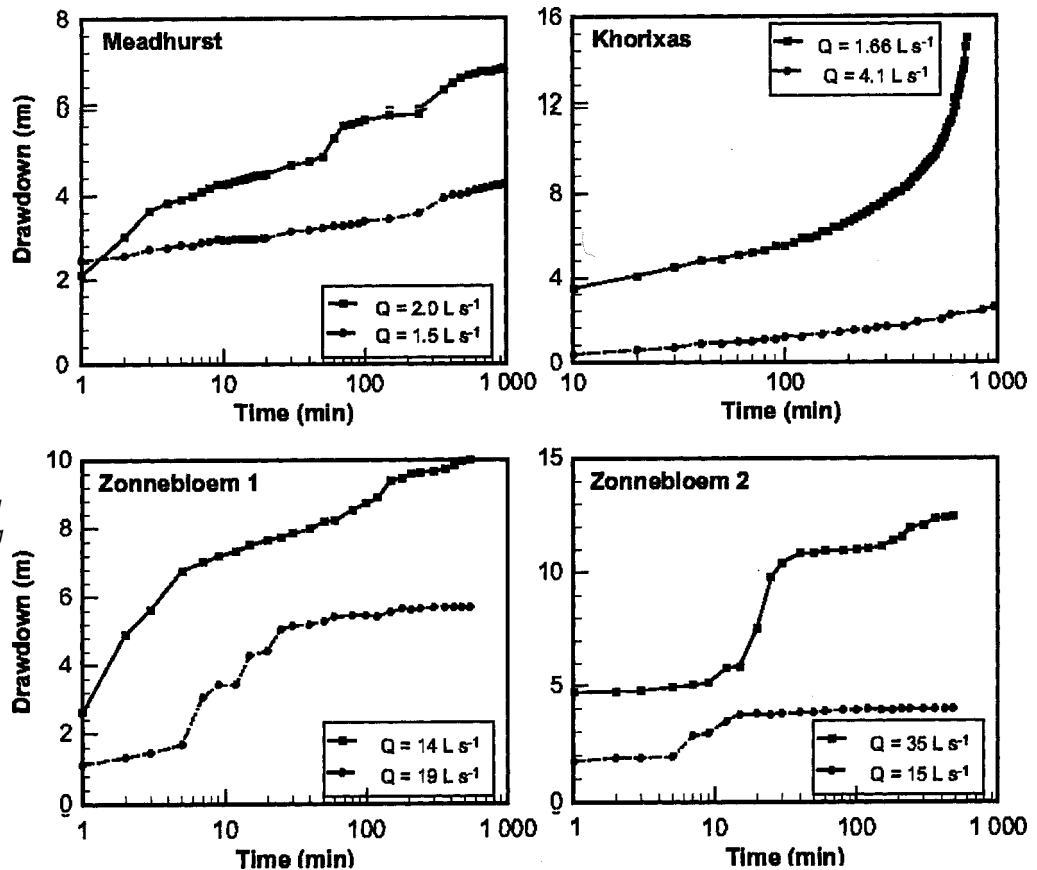 Meadhurst
Drawdown (m)
8
6
4
2
0
1
10
100
1 000
Time (min)
Q = 2.0 L s⁻¹
Q = 1.5 L s⁻¹
Khorixas
16
12
8
4
0
10
100
1 000
Time (min)
Q = 1.66 L s⁻¹
Q = 4.1 L s⁻¹
Zonnebloem 1
Drawdown (m)
10
8
6
4
2
0
1
10
100
1 000
Time (min)
Q = 14 L s⁻¹
Q = 19 L s⁻¹
Zonnebloem 2
15
10
5
0
1
10
100
1 000
Time (min)
Q = 35 L s⁻¹
Q = 15 L s⁻¹